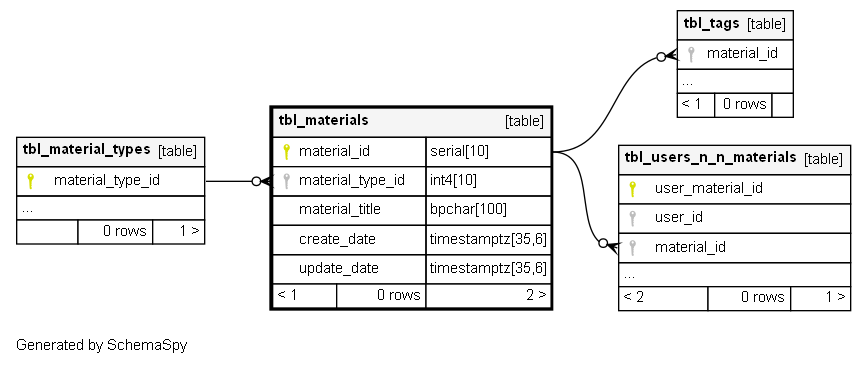 tbl_tags [table]
material_id
...
< 1 0 rows
tbl_materials [table]
material_id serial[10]
material_type_id int4[10]
material_title bpchar[100]
create_date timestamptz[35,6]
update_date timestamptz[35,6]
< 1 0 rows 2 >
tbl_material_types [table]
material_type_id
...
0 rows 1 >
tbl_users_n_n_materials [table]
user_material_id
user_id
material_id
...
< 2 0 rows 1 >
Generated by SchemaSpy